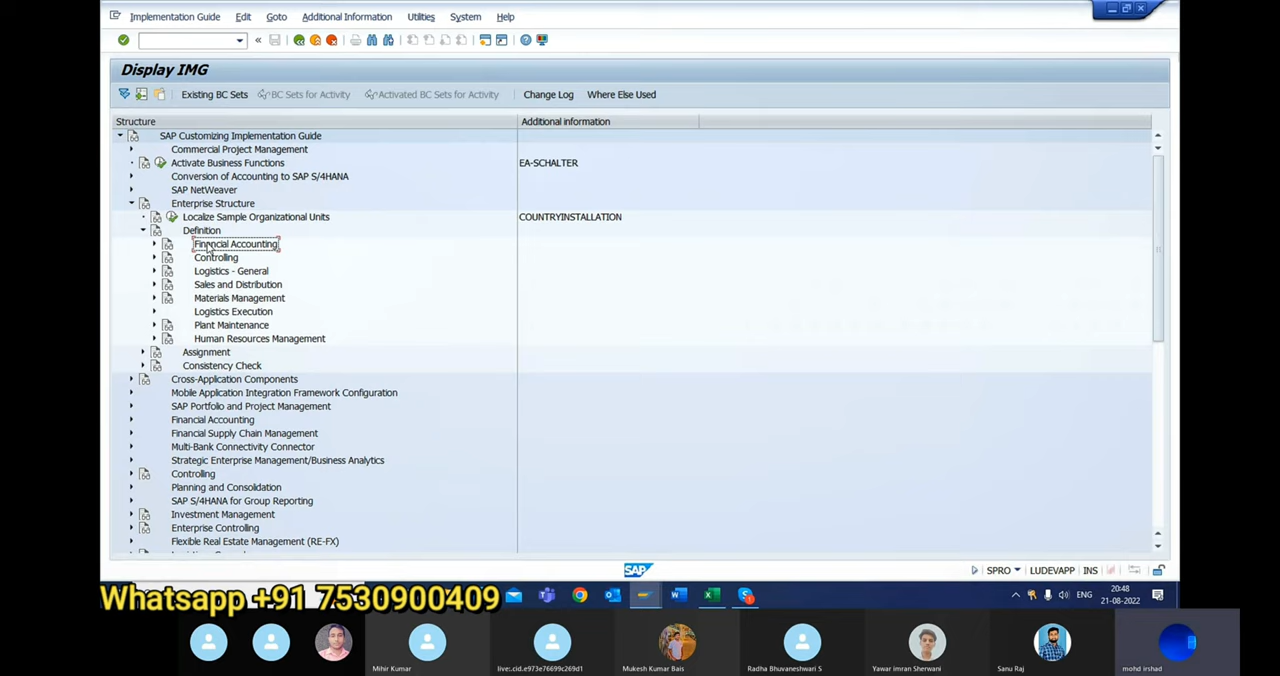 Implementation Guide Edit Goto Additional Information Utilities System Help
Display IMG
Existing BC Sets BC Sets for Activity Activated BC Sets for Activity Change Log Where Else Used
Structure Additional information
SAP Customizing Implementation Guide
Commercial Project Management
Activate Business Functions EA-SCHALTER
Conversion of Accounting to SAP S/4HANA
SAP NetWeaver
Enterprise Structure
Localize Sample Organizational Units COUNTRYINSTALLATION
Definition
Financial Accounting
Controlling
Logistics - General
Sales and Distribution
Materials Management
Logistics Execution
Plant Maintenance
Human Resources Management
Assignment
Consistency Check
Cross-Application Components
Mobile Application Integration Framework Configuration
SAP Portfolio and Project Management
Financial Accounting
Financial Supply Chain Management
Multi-Bank Connectivity Connector
Strategic Enterprise Management/Business Analytics
Controlling
Planning and Consolidation
SAP S/4HANA for Group Reporting
Investment Management
Enterprise Controlling
Flexible Real Estate Management (RE-FX)
SAP SPRO LUDEVAPP INS
Whatsapp +91 7530900409
ENG 20:48
21-08-2022
Mihir Kumar live:.cid.e973e76699c269d1 Mukesh Kumar Bais Radha Bhuvaneshwari S Yawar imran Sherwani Sanu Raj mohd irshad